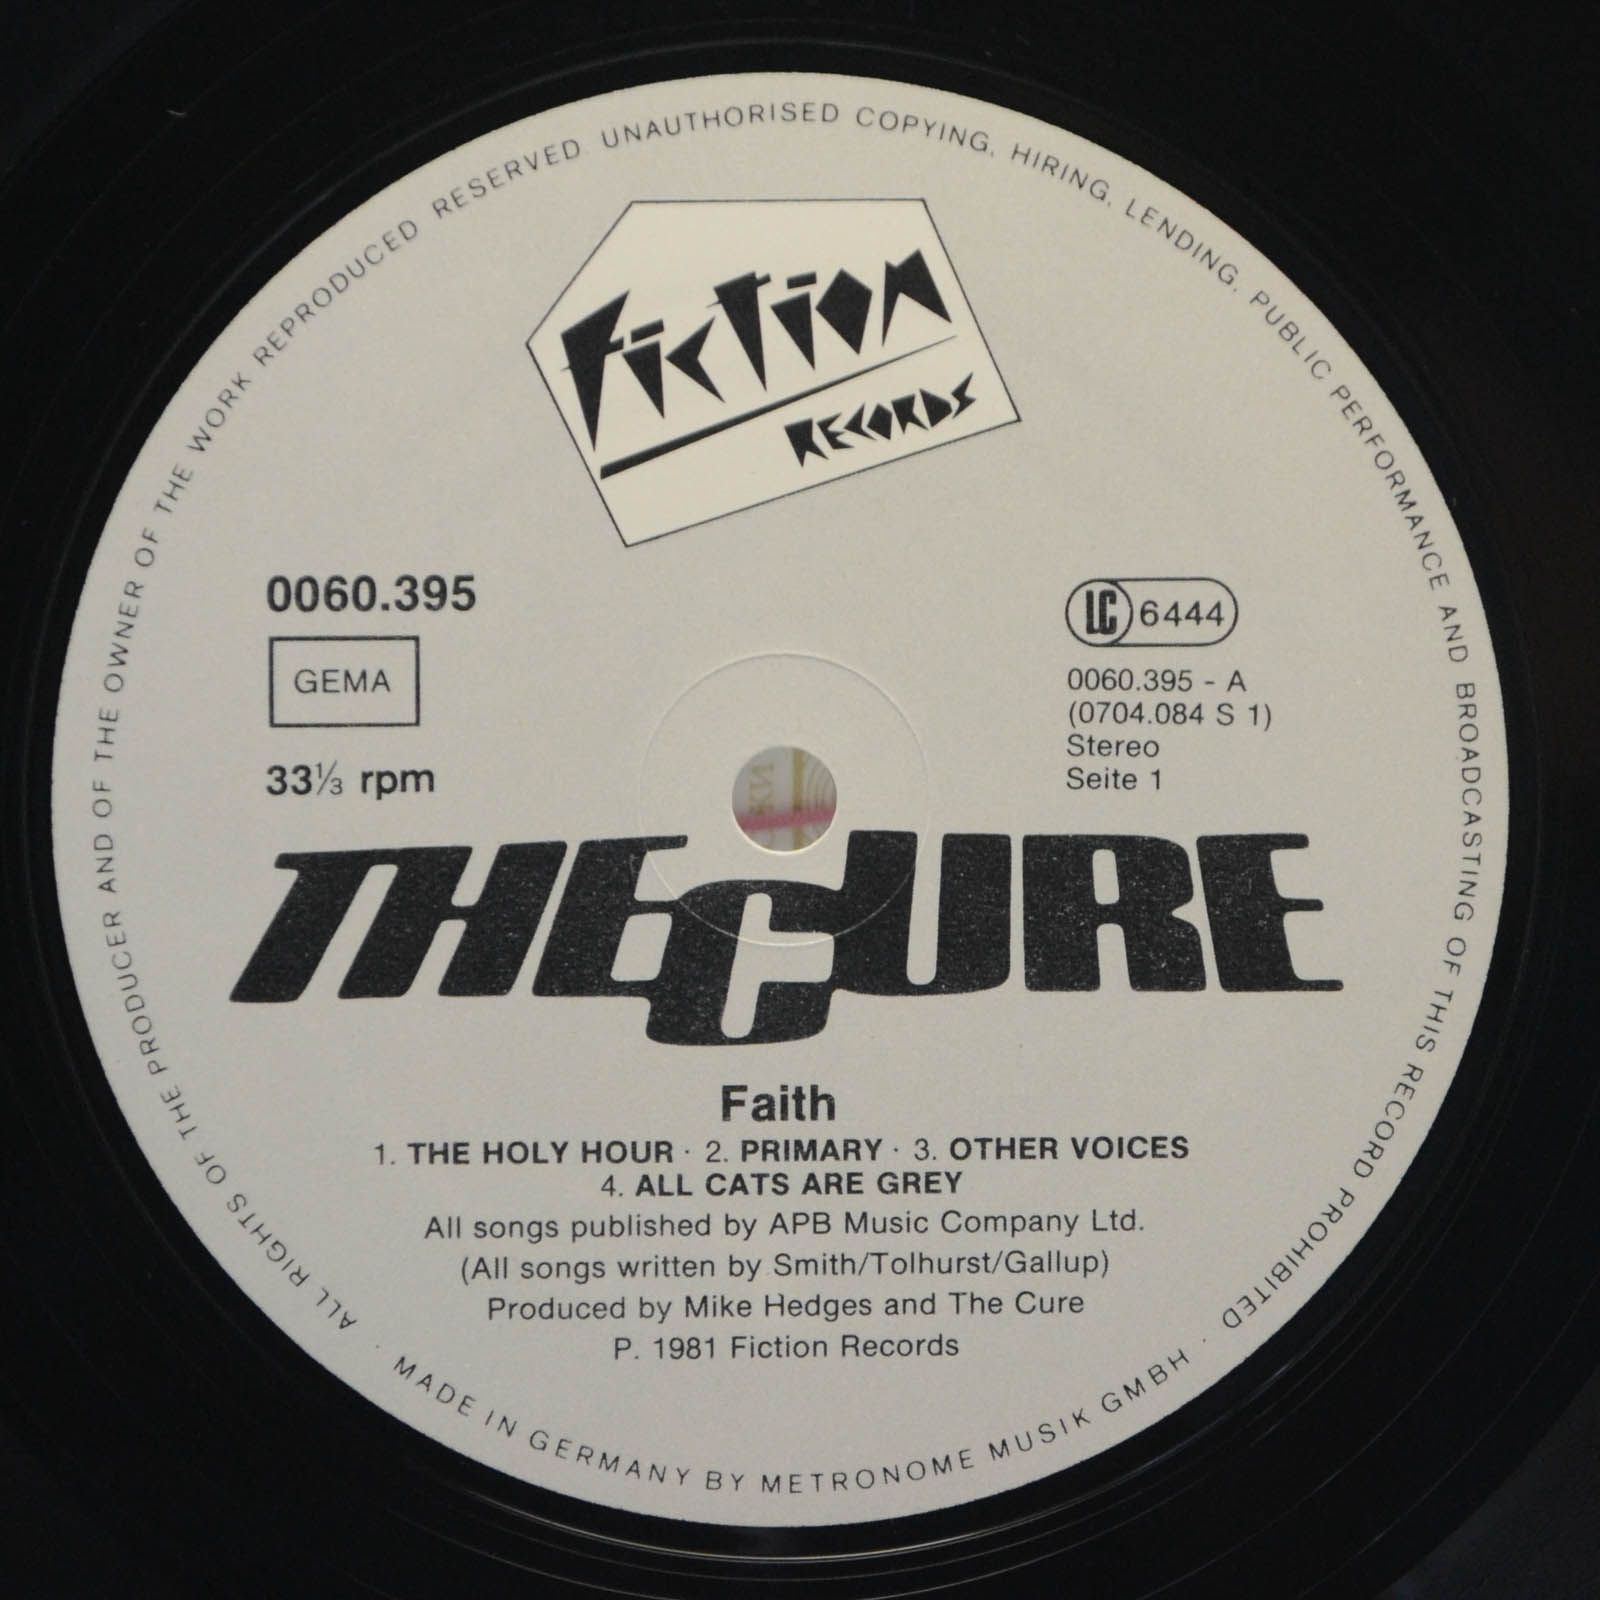 ALL RIGHTS OF THE PRODUCER AND OF THE OWNER OF THE WORK REPRODUCED RESERVED UNAUTHORISED COPYING, HIRING, LENDING, PUBLIC PERFORMANCE AND BROADCASTING OF THIS RECORD PROHIBITED ·
Fiction
RECORDS
0060.395
GEMA
33⅓ rpm
LC 6444
0060.395 - A
(0704.084 S 1)
Stereo
Seite 1
THE CURE
Faith
1. THE HOLY HOUR · 2. PRIMARY · 3. OTHER VOICES
4. ALL CATS ARE GREY
All songs published by APB Music Company Ltd.
(All songs written by Smith/Tolhurst/Gallup)
Produced by Mike Hedges and The Cure
P. 1981 Fiction Records
· MADE IN GERMANY BY METRONOME MUSIK GMBH